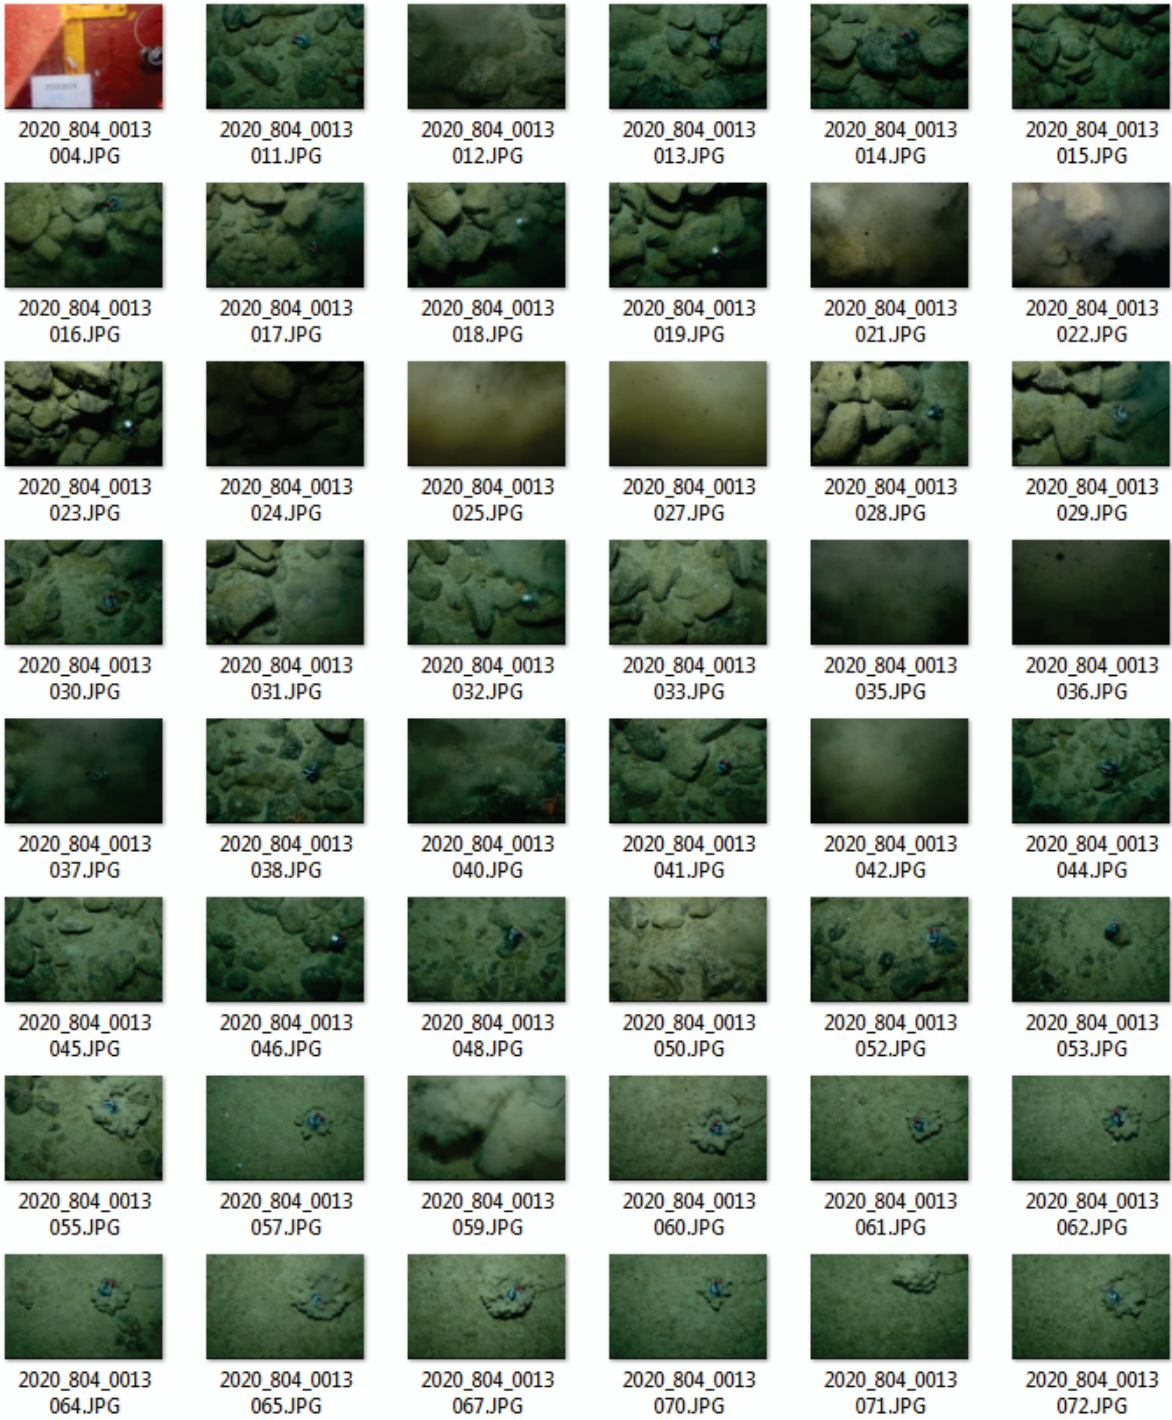 2020_804_0013 2020_804_0013 2020_804_0013 2020_804_0013 2020_804_0013 2020_804_0013
004.JPG 011.JPG 012.JPG 013.JPG 014.JPG 015.JPG
2020_804_0013 2020_804_0013 2020_804_0013 2020_804_0013 2020_804_0013 2020_804_0013
016.JPG 017.JPG 018.JPG 019.JPG 021.JPG 022.JPG
2020_804_0013 2020_804_0013 2020_804_0013 2020_804_0013 2020_804_0013 2020_804_0013
023.JPG 024.JPG 025.JPG 027.JPG 028.JPG 029.JPG
2020_804_0013 2020_804_0013 2020_804_0013 2020_804_0013 2020_804_0013 2020_804_0013
030.JPG 031.JPG 032.JPG 033.JPG 035.JPG 036.JPG
2020_804_0013 2020_804_0013 2020_804_0013 2020_804_0013 2020_804_0013 2020_804_0013
037.JPG 038.JPG 040.JPG 041.JPG 042.JPG 044.JPG
2020_804_0013 2020_804_0013 2020_804_0013 2020_804_0013 2020_804_0013 2020_804_0013
045.JPG 046.JPG 048.JPG 050.JPG 052.JPG 053.JPG
2020_804_0013 2020_804_0013 2020_804_0013 2020_804_0013 2020_804_0013 2020_804_0013
055.JPG 057.JPG 059.JPG 060.JPG 061.JPG 062.JPG
2020_804_0013 2020_804_0013 2020_804_0013 2020_804_0013 2020_804_0013 2020_804_0013
064.JPG 065.JPG 067.JPG 070.JPG 071.JPG 072.JPG